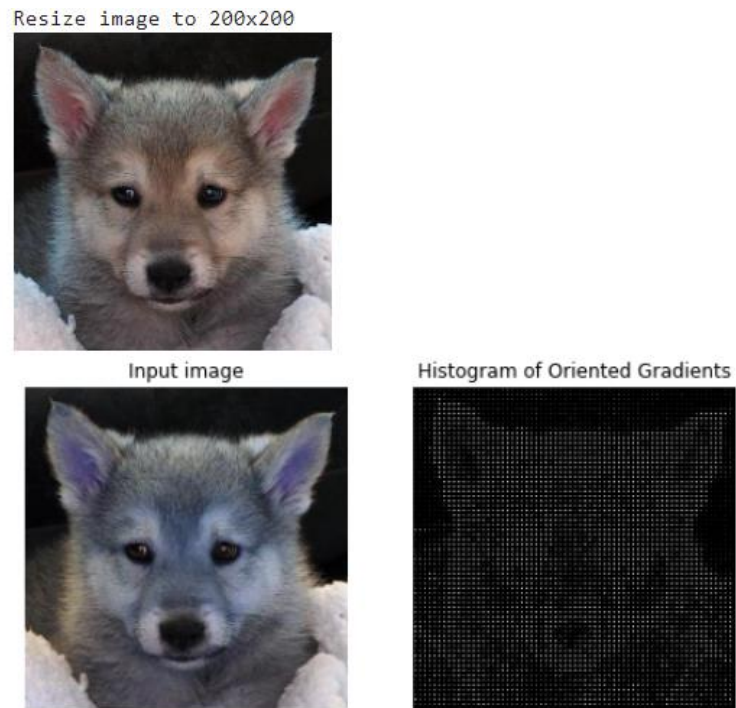 Resize image to 200x200
Input image
Histogram of Oriented Gradients